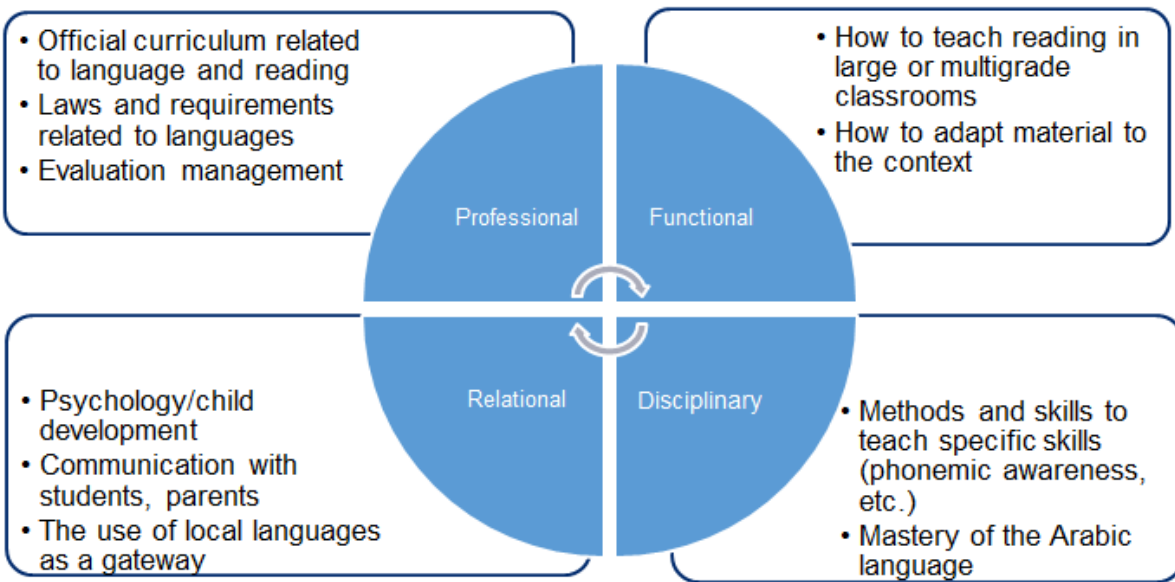 • Official curriculum related
to language and reading
• Laws and requirements
related to languages
• Evaluation management
• How to teach reading in
large or multigrade
classrooms
• How to adapt material to
the context
Professional
Functional
Relational
Disciplinary
• Psychology/child
development
• Communication with
students, parents
• The use of local languages
as a gateway
• Methods and skills to
teach specific skills
(phonemic awareness,
etc.)
• Mastery of the Arabic
language